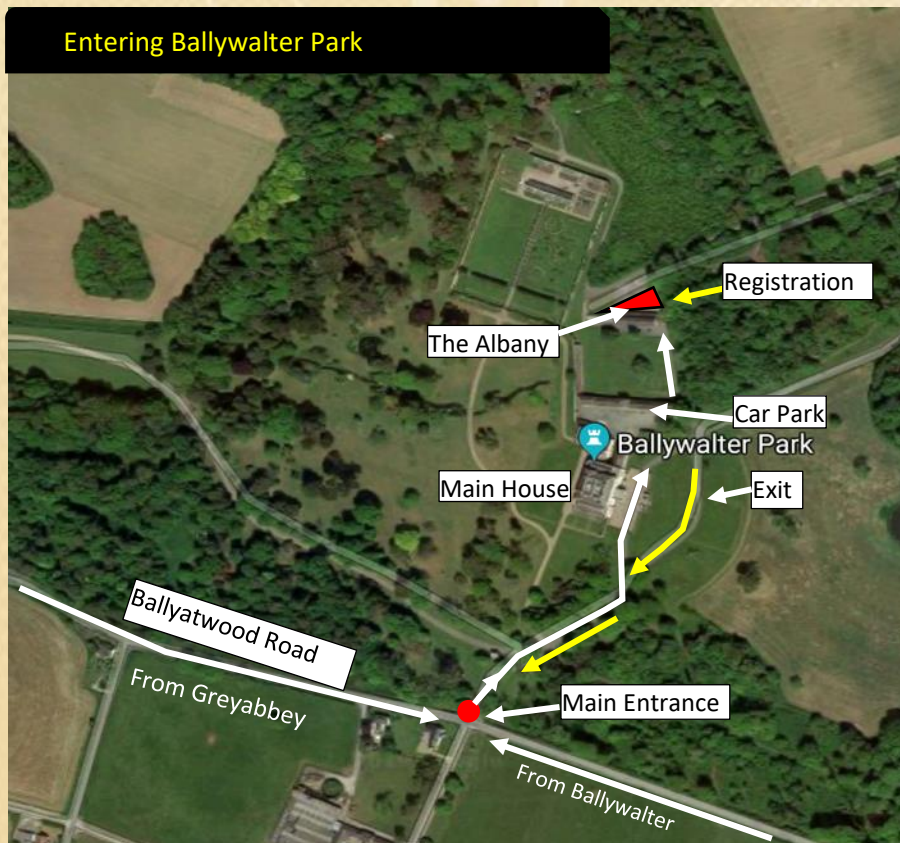 Entering Ballywalter Park
Registration
The Albany
Car Park
Ballywalter Park
Main House
Exit
Ballyatwood Road
From Greyabbey
Main Entrance
From Ballywalter